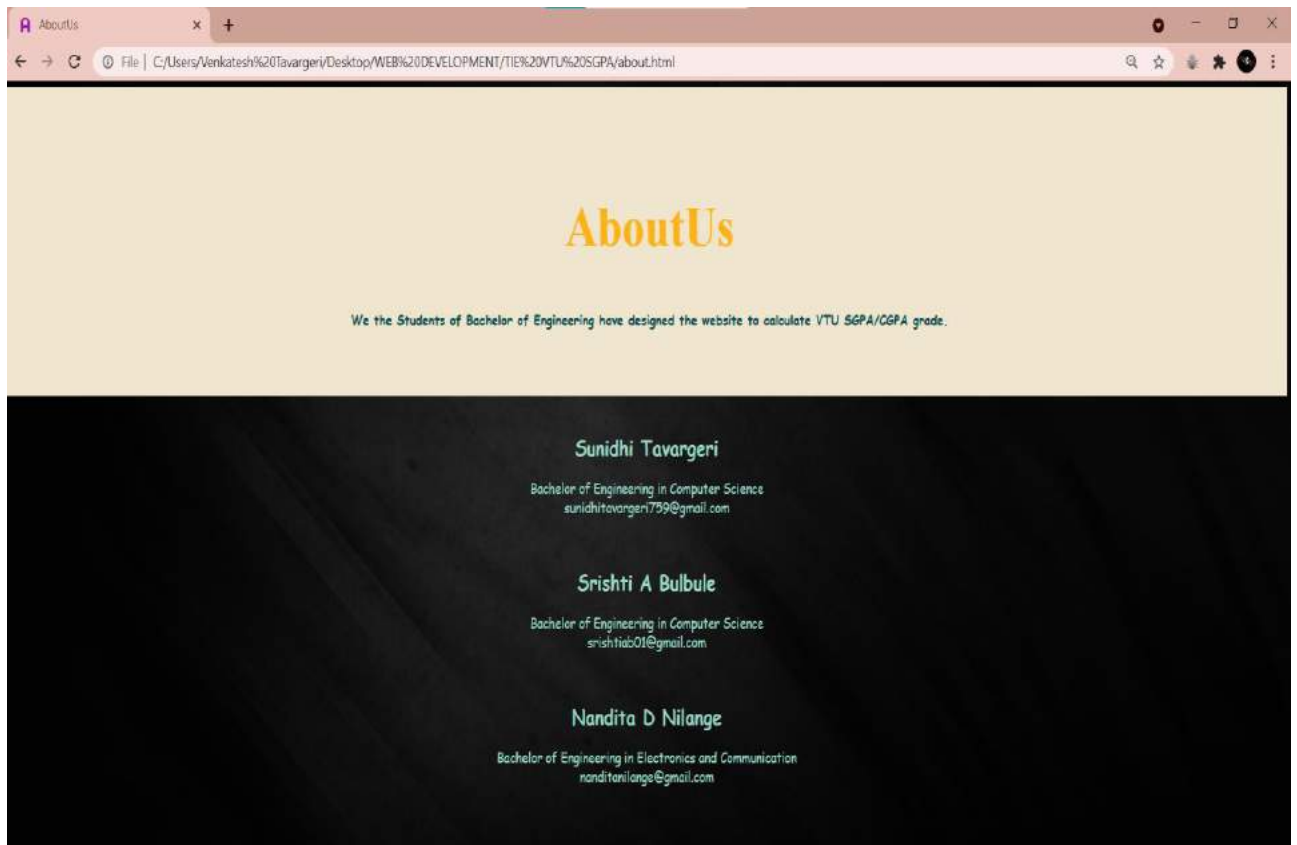 AboutUs
File | C:/Users/Venkatesh%20Tavargeri/Desktop/WEB%20DEVELOPMENT/TIE%20VTU%20SGPA/about.html
AboutUs
We the Students of Bachelor of Engineering have designed the website to calculate VTU SGPA/CGPA grade.
Sunidhi Tavargeri
Bachelor of Engineering in Computer Science
sunidhitavargeri759@gmail.com
Srishti A Bulbule
Bachelor of Engineering in Computer Science
srishtiab01@gmail.com
Nandita D Nilange
Bachelor of Engineering in Electronics and Communication
nanditanilange@gmail.com